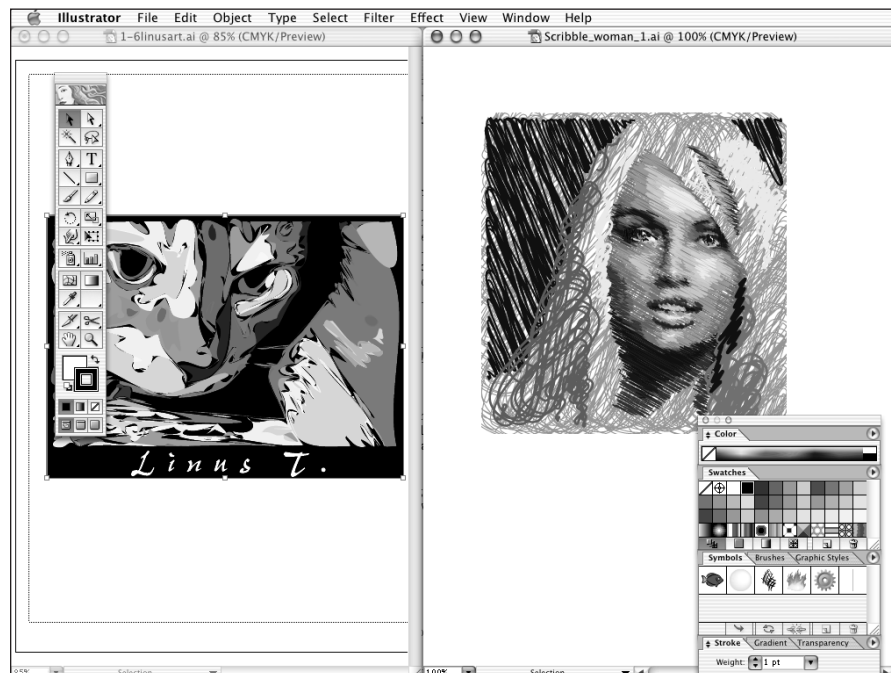 Illustrator File Edit Object Type Select Filter Effect View Window Help
1-6linusart.ai @ 85% (CMYK/Preview)
Scribble_woman_1.ai @ 100% (CMYK/Preview)
T
Linus T.
Color
Swatches
Symbols Brushes Graphic Styles
Stroke Gradient Transparency
Weight: 1 pt
85% Selection
100% Selection